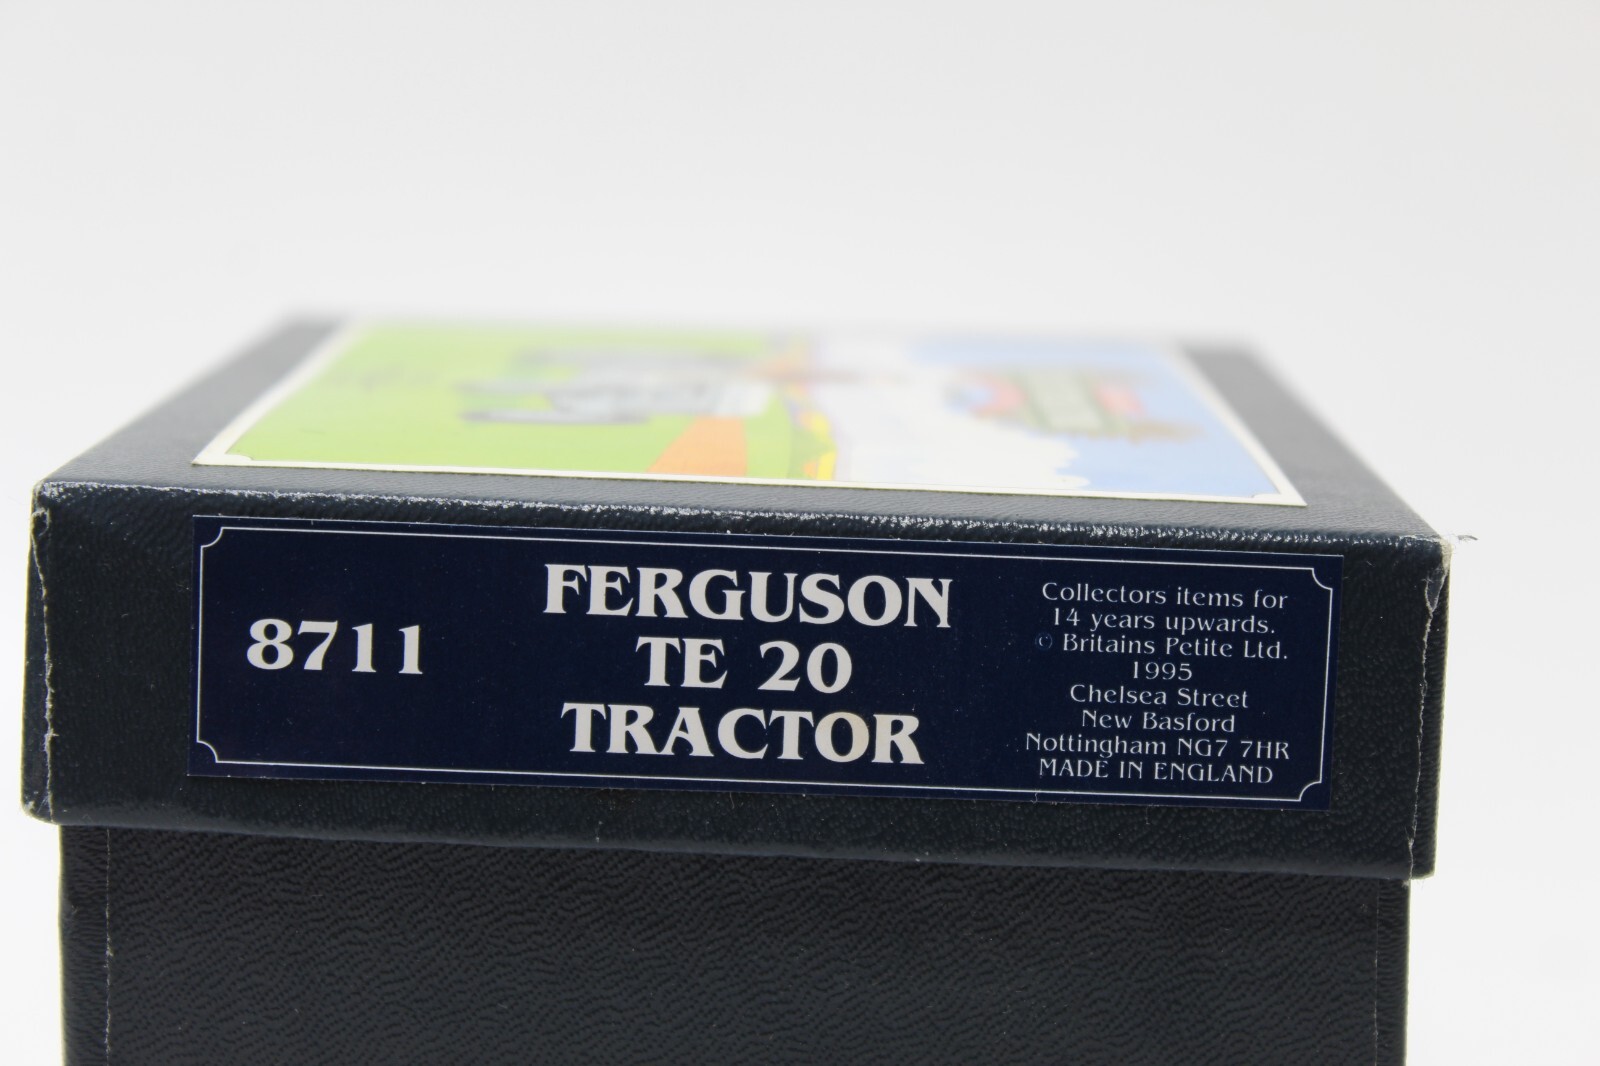 8711
FERGUSON
TE 20
TRACTOR
Collectors items for
14 years upwards.
© Britains Petite Ltd.
1995
Chelsea Street
New Basford
Nottingham NG7 7HR
MADE IN ENGLAND